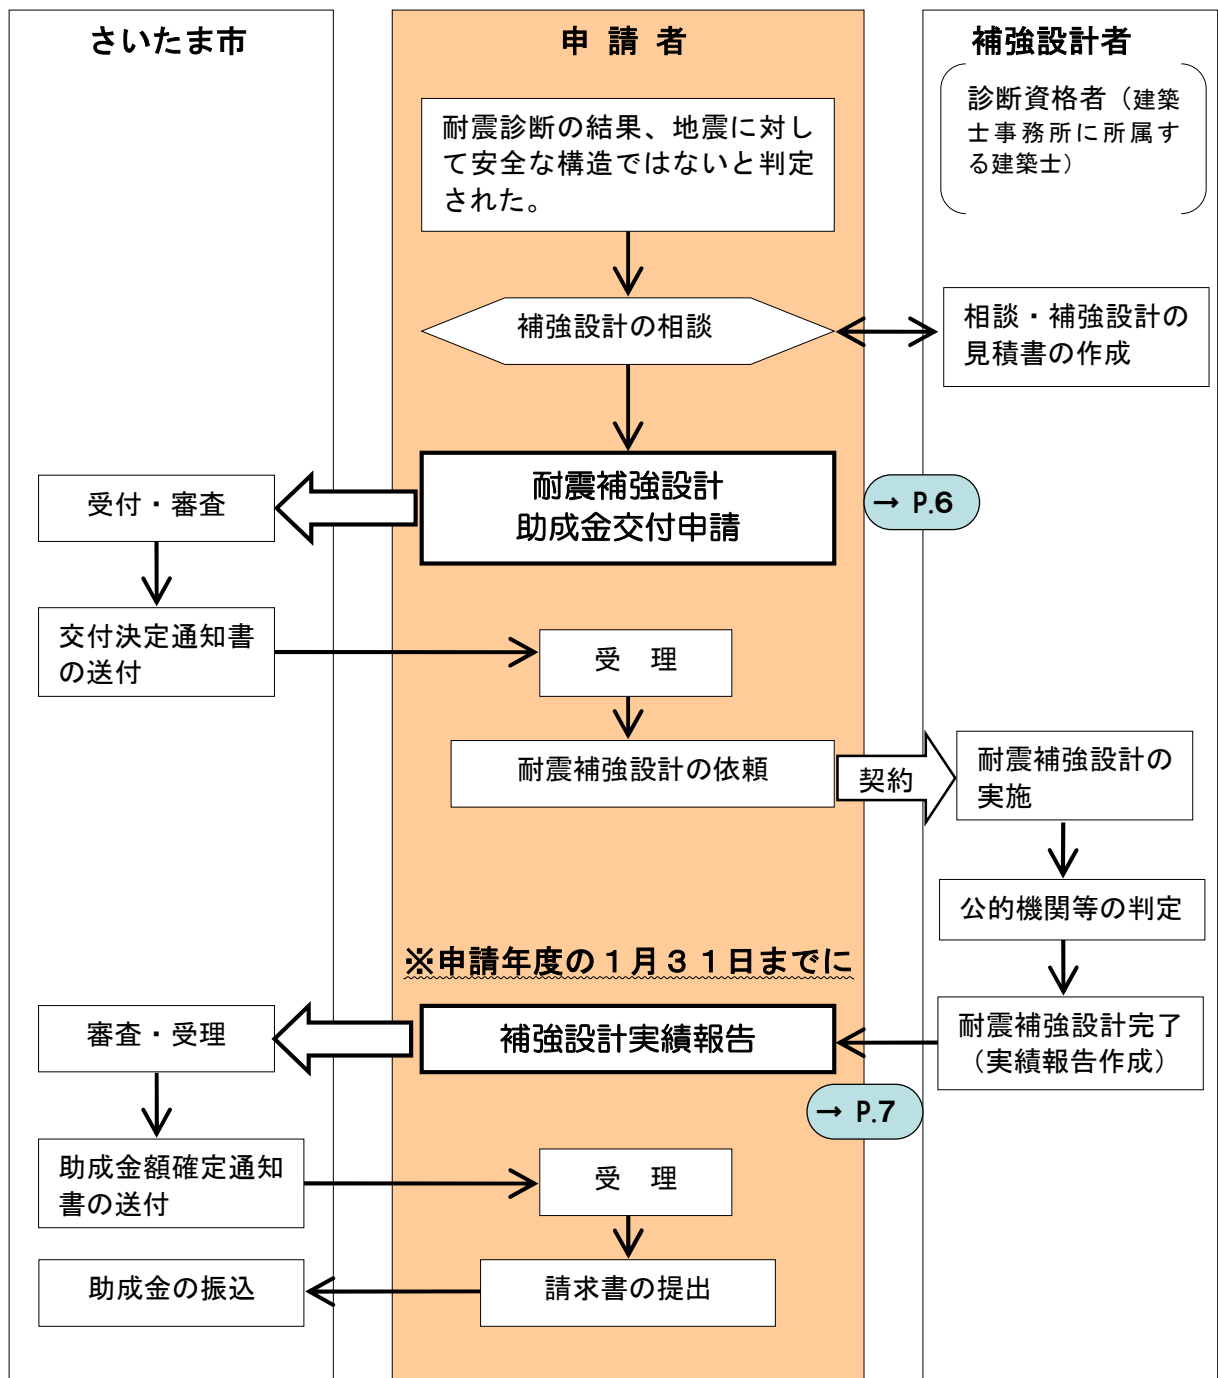 さいたま市
申 請 者
補強設計者
診断資格者（建築
士事務所に所属す
る建築士）
耐震診断の結果、地震に対し
て安全な構造ではないと判定
された。
補強設計の相談
相談・補強設計の
見積書の作成
耐震補強設計
助成金交付申請
→ P.6
受付・審査
交付決定通知書
の送付
受　理
耐震補強設計の依頼
契約
耐震補強設計の
実施
公的機関等の判定
耐震補強設計完了
（実績報告作成）
※申請年度の１月３１日までに
補強設計実績報告
→ P.7
審査・受理
助成金額確定通知
書の送付
受　理
請求書の提出
助成金の振込